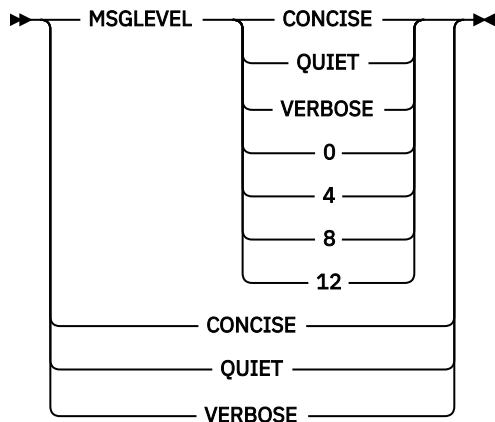 MSGLEVEL CONCISE
QUIET
VERBOSE
0
4
8
12
CONCISE
QUIET
VERBOSE